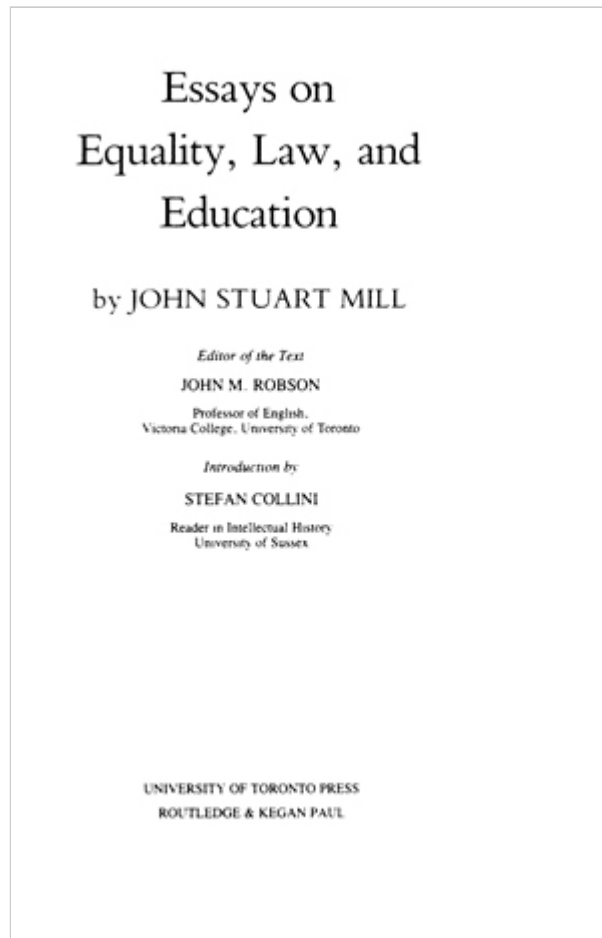 Essays on
Equality, Law, and
Education
by JOHN STUART MILL
Editor of the Text
JOHN M. ROBSON
Professor of English,
Victoria College, University of Toronto
Introduction by
STEFAN COLLINI
Reader in Intellectual History
University of Sussex
UNIVERSITY OF TORONTO PRESS
ROUTLEDGE & KEGAN PAUL